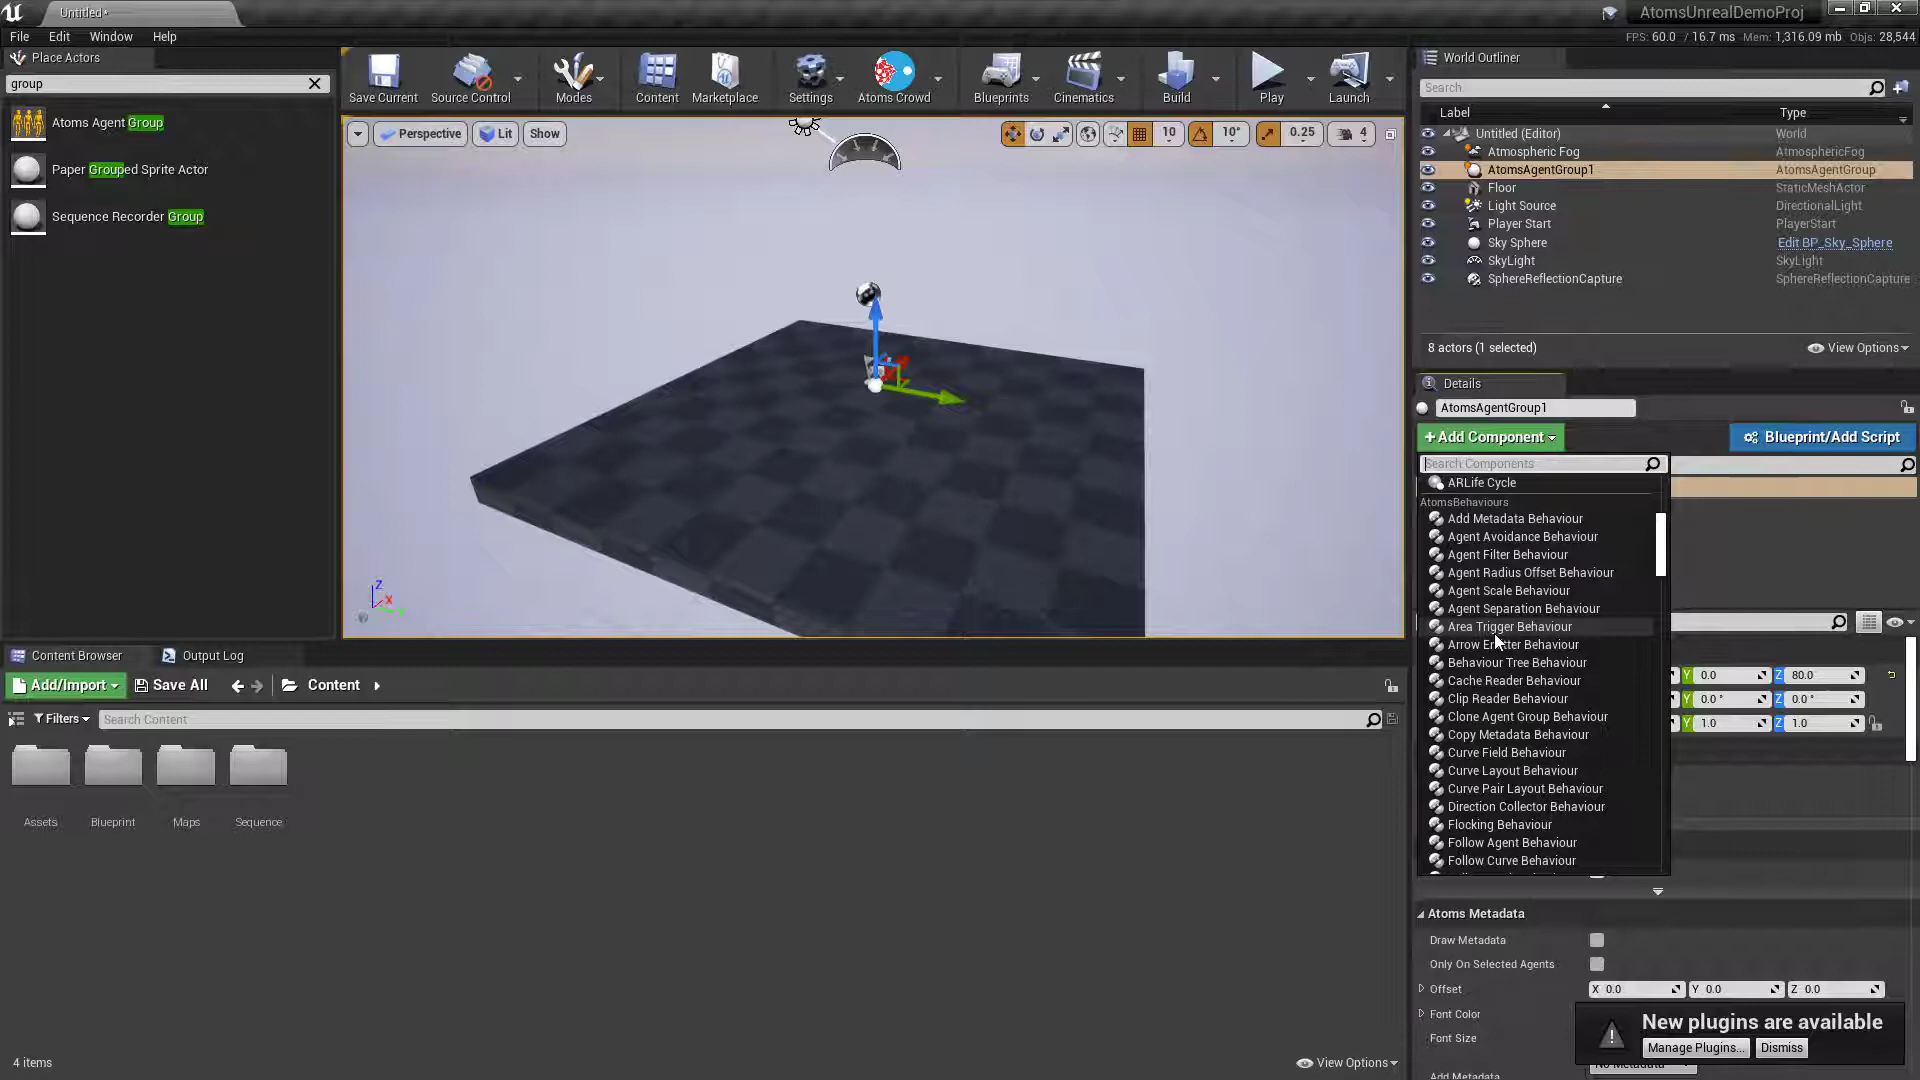 Untitled*
AtomsUnrealDemoProj
File Edit Window Help
FPS: 60.0 / 16.7 ms Mem: 1,316.09 mb Objs: 28,544
Place Actors
group
Atoms Agent Group
Paper Grouped Sprite Actor
Sequence Recorder Group
Save Current
Source Control
Modes
Content
Marketplace
Settings
Atoms Crowd
Blueprints
Cinematics
Build
Play
Launch
Perspective
Lit
Show
10
10°
0.25
4
Z
X
World Outliner
Search
Label Type
Untitled (Editor) World
Atmospheric Fog AtmosphericFog
AtomsAgentGroup1 AtomsAgentGroup
Floor StaticMeshActor
Light Source DirectionalLight
Player Start PlayerStart
Sky Sphere Edit BP_Sky_Sphere
SkyLight SkyLight
SphereReflectionCapture SphereReflectionCapture
8 actors (1 selected)
View Options
Details
AtomsAgentGroup1
+Add Component
Blueprint/Add Script
Search Components
ARLife Cycle
AtomsBehaviours
Add Metadata Behaviour
Agent Avoidance Behaviour
Agent Filter Behaviour
Agent Radius Offset Behaviour
Agent Scale Behaviour
Agent Separation Behaviour
Area Trigger Behaviour
Behaviour
Behaviour Tree Behaviour
Cache Reader Behaviour
Clip Reader Behaviour
Clone Agent Group Behaviour
Copy Metadata Behaviour
Curve Field Behaviour
Curve Layout Behaviour
Curve Pair Layout Behaviour
Direction Collector Behaviour
Flocking Behaviour
Follow Agent Behaviour
Follow Curve Behaviour
Y 0.0 Z 80.0
Y 0.0° Z 0.0°
Y 1.0 Z 1.0
Atoms Metadata
Draw Metadata
Only On Selected Agents
Offset X 0.0 Y 0.0 Z 0.0
Font Color
Font Size
New plugins are available
Manage Plugins... Dismiss
Content Browser
Output Log
Add/Import
Save All
Content
Filters
Search Content
Assets
Blueprint
Maps
Sequence
4 items
View Options